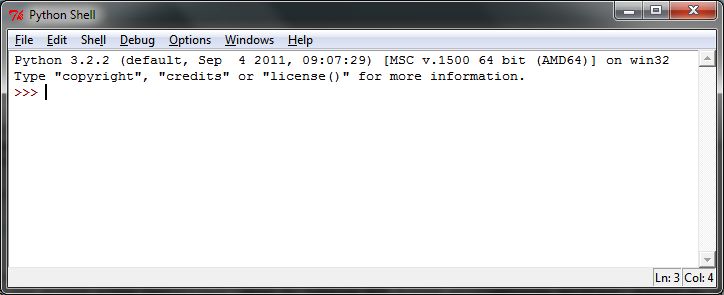 Python Shell
File Edit Shell Debug Options Windows Help
Python 3.2.2 (default, Sep  4 2011, 09:07:29) [MSC v.1500 64 bit (AMD64)] on win32
Type "copyright", "credits" or "license()" for more information.
>>>
Ln: 3 Col: 4